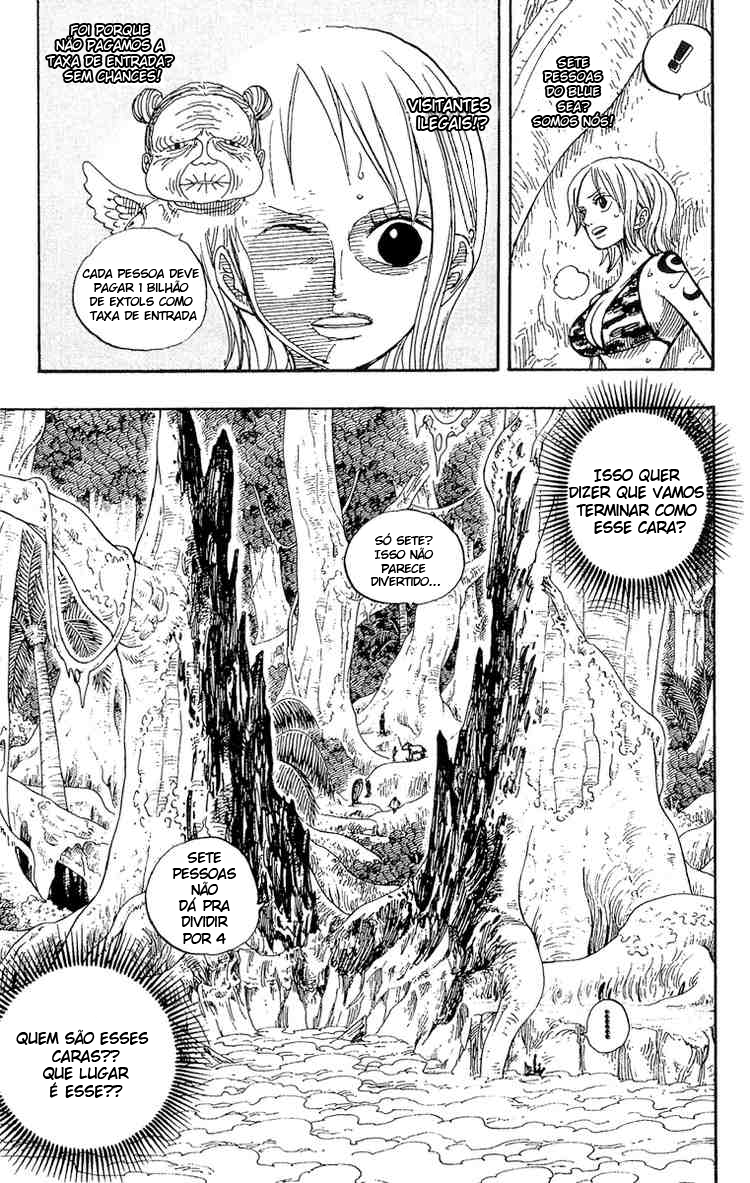 !!
SETE
PESSOAS
DO BLUE
SEA?
SOMOS NÓS!
VISITANTES
ILEGAIS!?
FOI PORQUE
NÃO PAGAMOS A
TAXA DE ENTRADA?
SEM CHANCES!
CADA PESSOA DEVE
PAGAR 1 BILHÃO
DE EXTOLS COMO
TAXA DE ENTRADA
ISSO QUER
DIZER QUE VAMOS
TERMINAR COMO
ESSE CARA?
SÓ SETE?
ISSO NÃO
PARECE
DIVERTIDO...
SETE
PESSOAS
NÃO
DÁ PRA
DIVIDIR
POR 4
QUEM SÃO ESSES
CARAS??
QUE LUGAR
É ESSE??